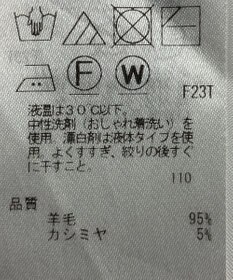 F W
F23T
液温は30℃以下。
中性洗剤(おしゃれ着洗い)を
使用。漂白剤は液体タイプを使
用。よくすすぎ、絞りの後すぐ
に干すこと。
110
品質
羊毛 95%
カシミヤ 5%